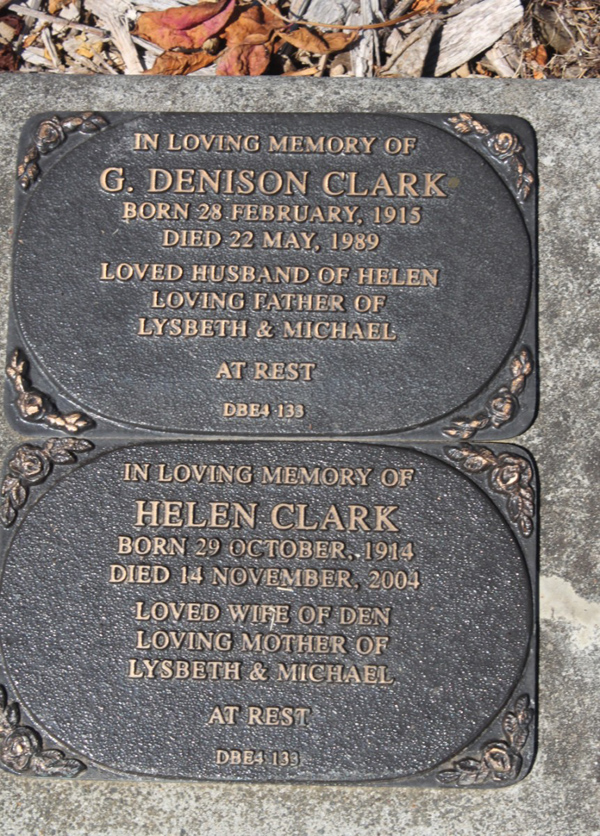 IN LOVING MEMORY OF
G. DENISON CLARK
BORN 28 FEBRUARY, 1915
DIED 22 MAY, 1989
LOVED HUSBAND OF HELEN
LOVING FATHER OF
LYSBETH & MICHAEL
AT REST
DBE4 133
IN LOVING MEMORY OF
HELEN CLARK
BORN 29 OCTOBER, 1914
DIED 14 NOVEMBER, 2004
LOVED WIFE OF DEN
LOVING MOTHER OF
LYSBETH & MICHAEL
AT REST
DBE4 133